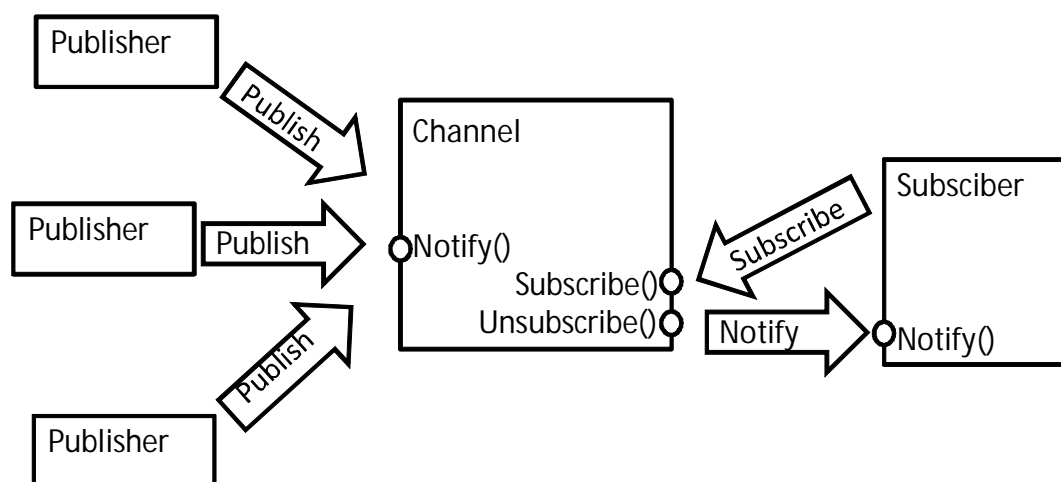 Publisher
Publish
Channel
Subsciber
Publisher
Publish
Notify()
Subscribe
Subscribe()
Unsubscribe()
Notify
Notify()
Publish
Publisher